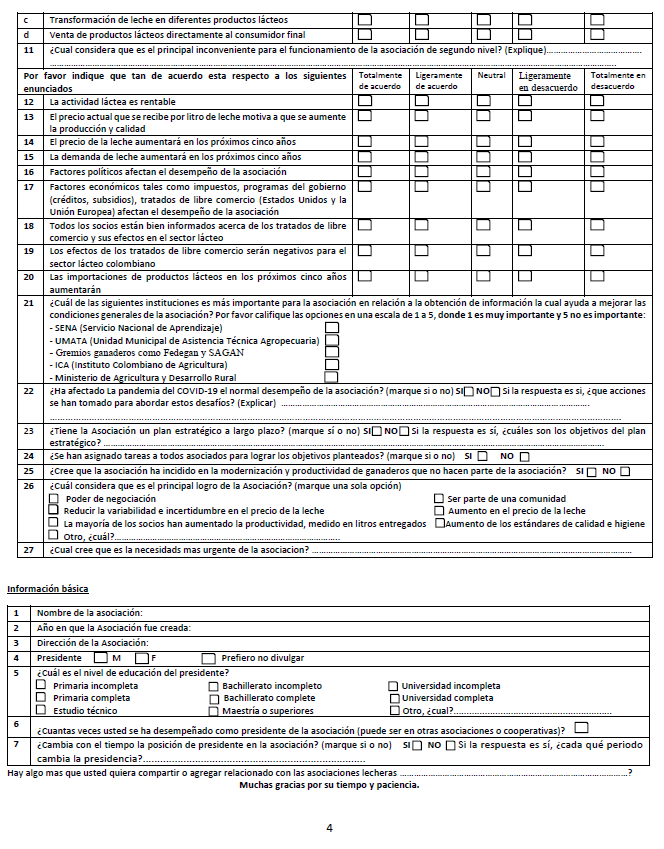 c Transformación de leche en diferentes productos lácteos
d Venta de productos lácteos directamente al consumidor final
11 ¿Cual considera que es el principal inconveniente para el funcionamiento de la asociación de segundo nivel? (Explique)……………………………………
………………………………………………………………………………………………………………………………………………………………
Por favor indique que tan de acuerdo esta respecto a los siguientes enunciados Totalmente de acuerdo Ligeramente de acuerdo Neutral Ligeramente en desacuerdo Totalmente en desacuerdo
12 La actividad láctea es rentable
13 El precio actual que se recibe por litro de leche motiva a que se aumente
la producción y calidad
14 El precio de la leche aumentará en los próximos cinco años
15 La demanda de leche aumentará en los próximos cinco años
16 Factores políticos afectan el desempeño de la asociación
17 Factores económicos tales como impuestos, programas del gobierno
(créditos, subsidios), tratados de libre comercio (Estados Unidos y la
Unión Europea) afectan el desempeño de la asociación
18 Todos los socios están bien informados acerca de los tratados de libre
comercio y sus efectos en el sector lácteo
19 Los efectos de los tratados de libre comercio serán negativos para el
sector lácteo colombiano
20 Las importaciones de productos lácteos en los próximos cinco años
aumentarán
21 ¿Cuál de las siguientes instituciones es más importante para la asociación en relación a la obtención de información la cual ayuda a mejorar las
condiciones generales de la asociación? Por favor califique las opciones en una escala de 1 a 5, donde 1 es muy importante y 5 no es importante:
- SENA (Servicio Nacional de Aprendizaje)
- UMATA (Unidad Municipal de Asistencia Técnica Agropecuaria)
- Gremios ganaderos como Fedegan y SAGAN
- ICA (Instituto Colombiano de Agricultura)
- Ministerio de Agricultura y Desarrollo Rural
22 ¿Ha afectado La pandemia del COVID-19 el normal desempeño de la asociación? (marque si o no) SI NO Si la respuesta es si, ¿que acciones
se han tomado para abordar estos desafíos? (Explicar) ………………………………………………………………………………
………………………………………………………………………………………………………………………………………………………………
23 ¿Tiene la Asociación un plan estratégico a largo plazo? (marque sí o no) SI NO Si la respuesta es sí, ¿cuáles son los objetivos del plan
estratégico? ………………………………………………………………………………………………………………………………
24 ¿Se han asignado tareas a todos asociados para lograr los objetivos planteados? (marque si o no) SI NO
25 ¿Cree que la asociación ha incidido en la modernización y productividad de ganaderos que no hacen parte de la asociación? SI NO
26 ¿Cuál considera que es el principal logro de la Asociación? (marque una sola opción)
Poder de negociación Ser parte de una comunidad
Reducir la variabilidad e incertidumbre en el precio de la leche Aumento en el precio de la leche
La mayoría de los socios han aumentado la productividad, medido en litros entregados Aumento de los estándares de calidad e higiene
Otro, ¿cuál?……………………………………………………………
27 ¿Cual cree que es la necesidads mas urgente de la asociacion? ………………………………………………………………………………………
Información básica
1 Nombre de la asociación:
2 Año en que la Asociación fue creada:
3 Dirección de la Asociación:
4 Presidente M F Prefiero no divulgar
5 ¿Cuál es el nivel de educación del presidente?
Primaria incompleta Bachillerato incompleto Universidad incompleta
Primaria completa Bachillerato complete Universidad completa
Estudio técnico Maestría o superiores Otro, ¿cual?……………………………………………
6 ¿Cuantas veces usted se ha desempeñado como presidente de la asociación (puede ser en otras asociaciones o cooperativas)?
7 ¿Cambia con el tiempo la posición de presidente en la asociación? (marque si o no) SI NO Si la respuesta es sí, ¿cada qué periodo
cambia la presidencia?……………………………………………………………
Hay algo mas que usted quiera compartir o agregar relacionado con las asociaciones lecheras ………………………………………………………………?
Muchas gracias por su tiempo y paciencia.
4